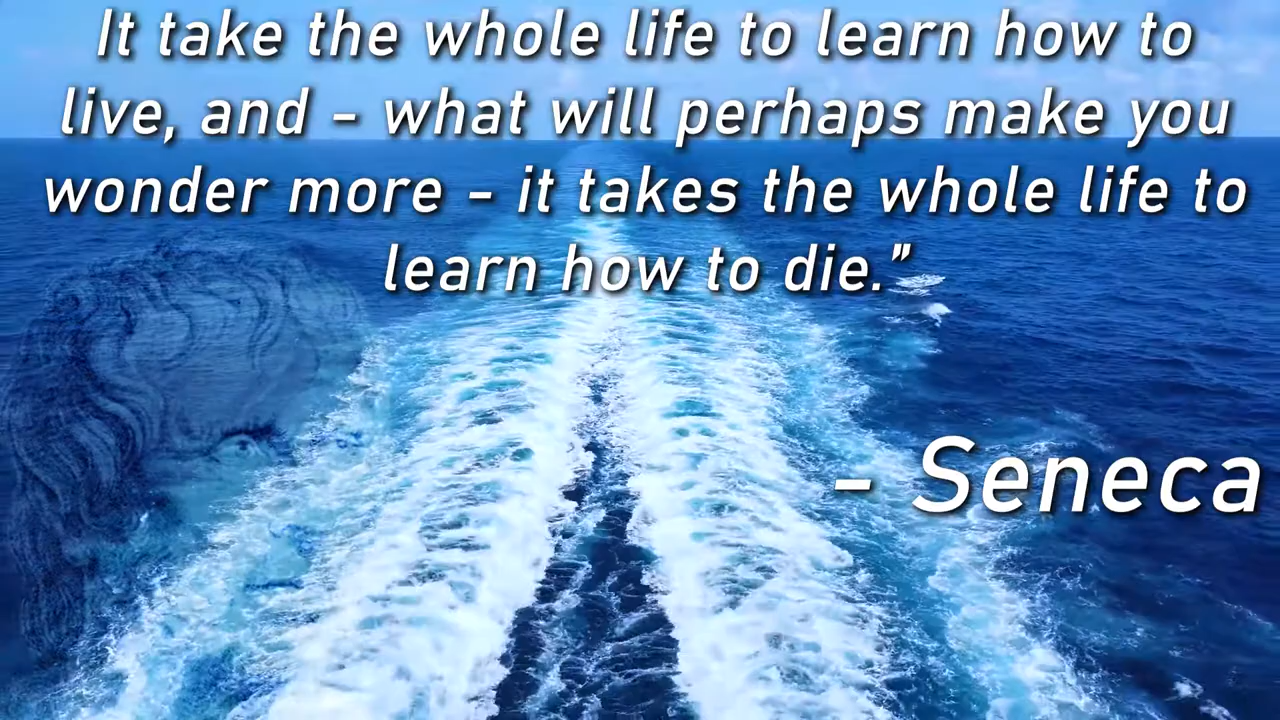 It take the whole life to learn how to
live, and - what will perhaps make you
wonder more - it takes the whole life to
learn how to die.”
- Seneca